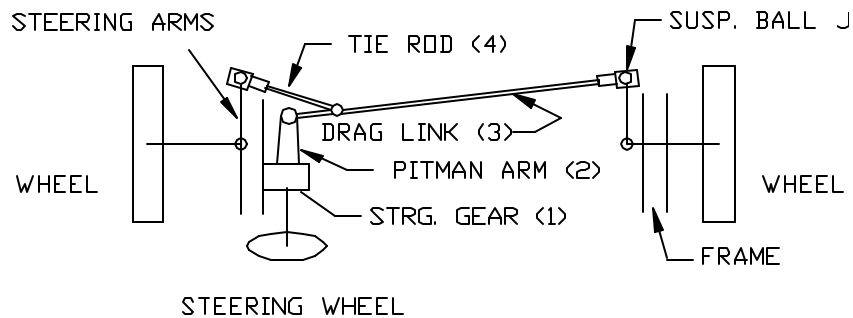 STEERING ARMS
SUSP. BALL J
TIE ROD (4)
DRAG LINK (3)
PITMAN ARM (2)
WHEEL
WHEEL
STRG. GEAR (1)
FRAME
STEERING WHEEL